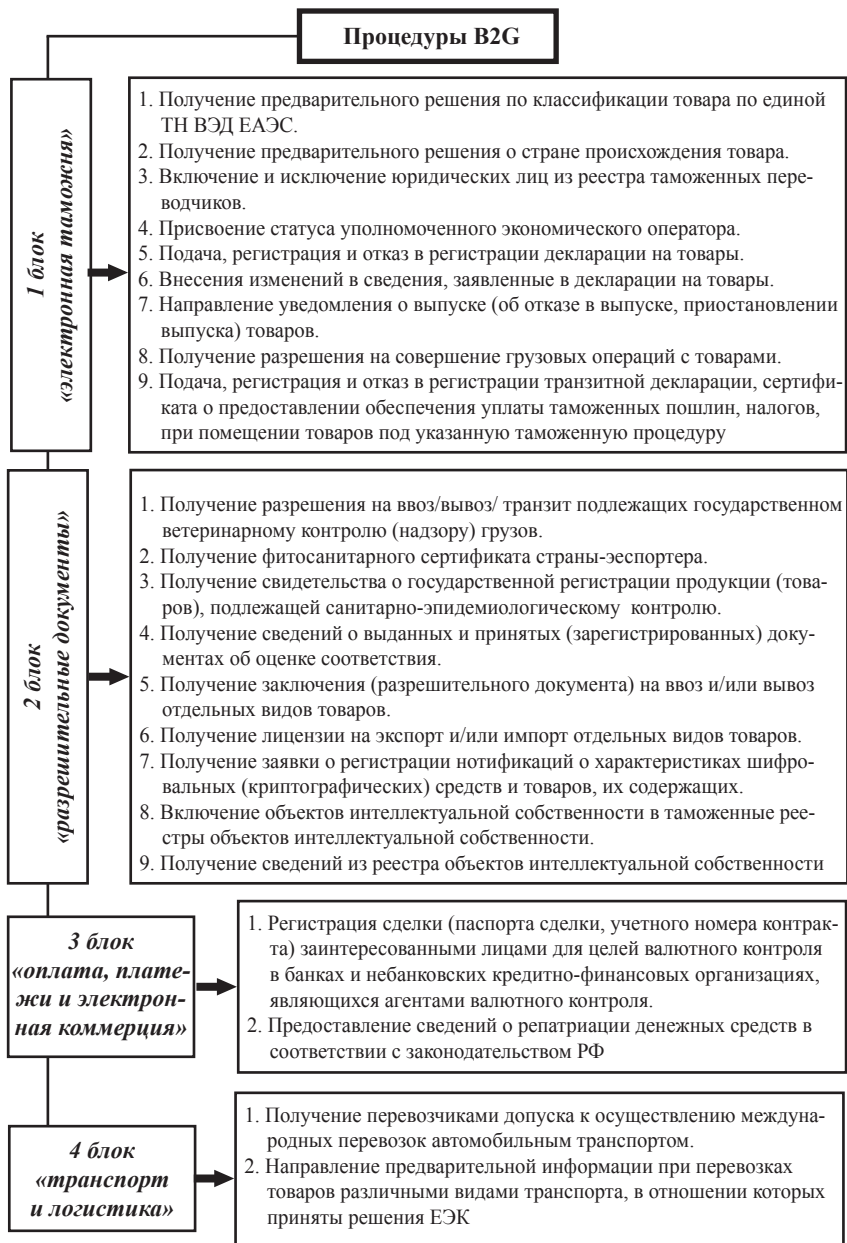 Процедуры B2G
1 блок
«электронная таможня»
1. Получение предварительного решения по классификации товара по единой
ТН ВЭД ЕАЭС.
2. Получение предварительного решения о стране происхождения товара.
3. Включение и исключение юридических лиц из реестра таможенных пере-
водчиков.
4. Присвоение статуса уполномоченного экономического оператора.
5. Подача, регистрация и отказ в регистрации декларации на товары.
6. Внесения изменений в сведения, заявленные в декларации на товары.
7. Направление уведомления о выпуске (об отказе в выпуске, приостановлении
выпуска) товаров.
8. Получение разрешения на совершение грузовых операций с товарами.
9. Подача, регистрация и отказ в регистрации транзитной декларации, сертифи-
ката о предоставлении обеспечения уплаты таможенных пошлин, налогов,
при помещении товаров под указанную таможенную процедуру
2 блок
«разрешительные документы»
1. Получение разрешения на ввоз/вывоз/ транзит подлежащих государственном
ветеринарному контролю (надзору) грузов.
2. Получение фитосанитарного сертификата страны-эеспортера.
3. Получение свидетельства о государственной регистрации продукции (това-
ров), подлежащей санитарно-эпидемиологическому контролю.
4. Получение сведений о выданных и принятых (зарегистрированных) доку-
ментах об оценке соответствия.
5. Получение заключения (разрешительного документа) на ввоз и/или вывоз
отдельных видов товаров.
6. Получение лицензии на экспорт и/или импорт отдельных видов товаров.
7. Получение заявки о регистрации нотификаций о характеристиках шифро-
вальных (криптографических) средств и товаров, их содержащих.
8. Включение объектов интеллектуальной собственности в таможенные рее-
стры объектов интеллектуальной собственности.
9. Получение сведений из реестра объектов интеллектуальной собственности
3 блок
«оплата, плате-
жи и электрон-
ная коммерция»
1. Регистрация сделки (паспорта сделки, учетного номера контрак-
та) заинтересованными лицами для целей валютного контроля
в банках и небанковских кредитно-финансовых организациях,
являющихся агентами валютного контроля.
2. Предоставление сведений о репатриации денежных средств в
соответствии с законодательством РФ
4 блок
«транспорт
и логистика»
1. Получение перевозчиками допуска к осуществлению междуна-
родных перевозок автомобильным транспортом.
2. Направление предварительной информации при перевозках
товаров различными видами транспорта, в отношении которых
приняты решения ЕЭК